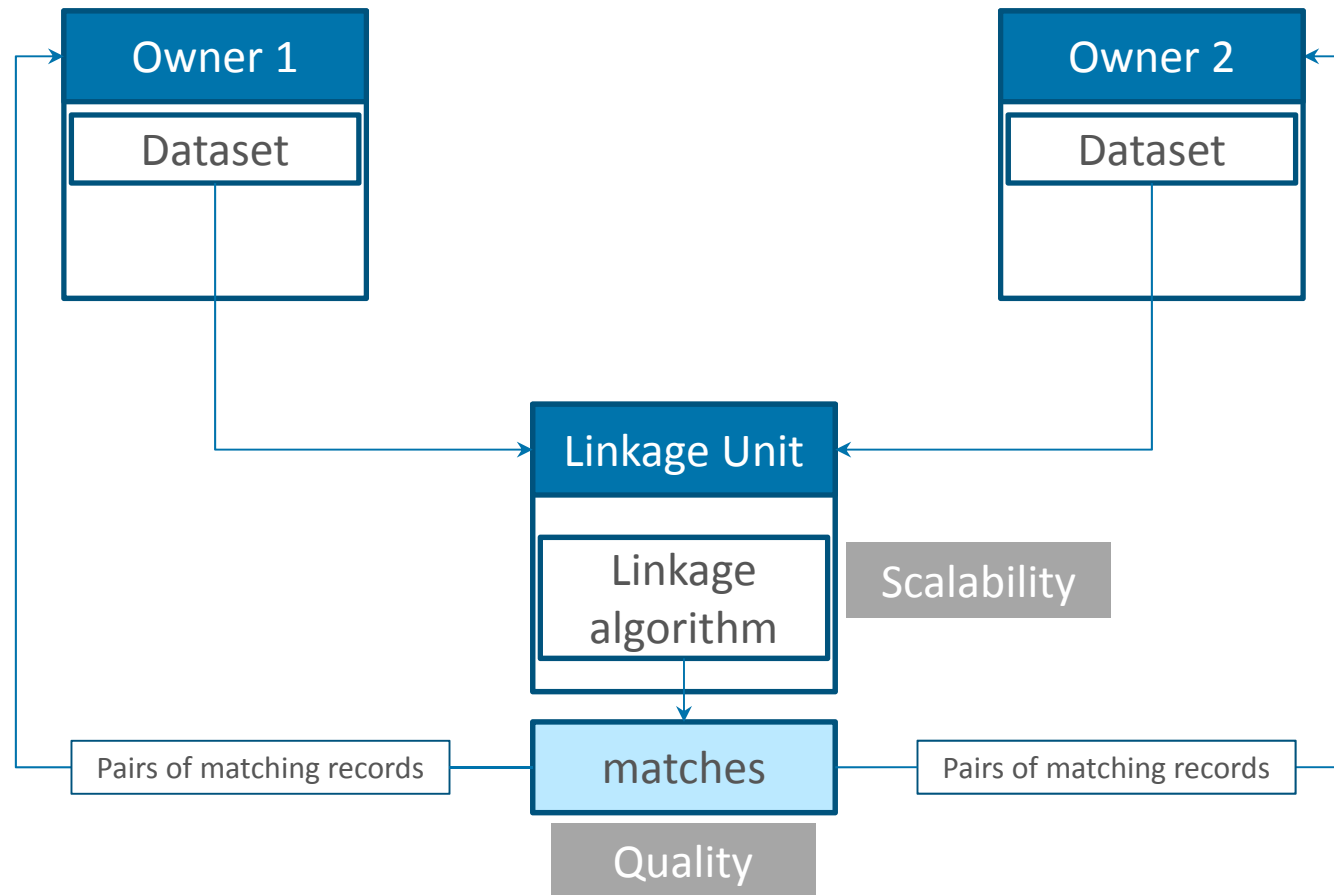 Owner 1
Owner 2
Dataset
Dataset
Linkage Unit
Linkage
algorithm
Scalability
Pairs of matching records
matches
Pairs of matching records
Quality